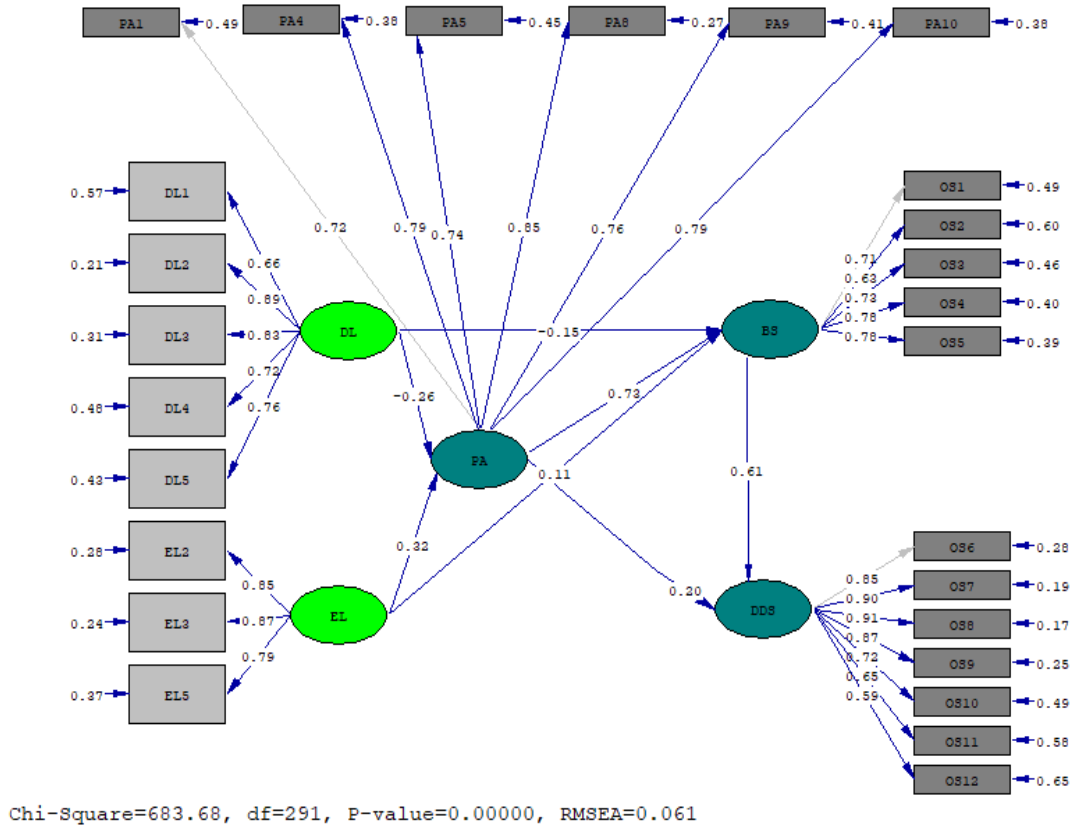 PA1 0.49 PA4 0.38 PA5 0.45 PA8 0.27 PA9 0.41 PA10 0.38
0.57 DL1
0.21 DL2
0.31 DL3
0.48 DL4
0.43 DL5
0.28 EL2
0.24 EL3
0.37 EL5
0.66
0.89
0.83
0.72
0.76
0.85
0.87
0.79
DL
EL
PA
BS
DDS
0.72 0.79 0.74 0.85 0.76 0.79
-0.15
-0.26
0.73
0.11
0.32
0.61
0.20
0.71
0.63
0.73
0.78
0.78
OS1 0.49
OS2 0.60
OS3 0.46
OS4 0.40
OS5 0.39
0.85
0.90
0.91
0.87
0.72
0.65
0.59
OS6 0.28
OS7 0.19
OS8 0.17
OS9 0.25
OS10 0.49
OS11 0.58
OS12 0.65
Chi-Square=683.68, df=291, P-value=0.00000, RMSEA=0.061